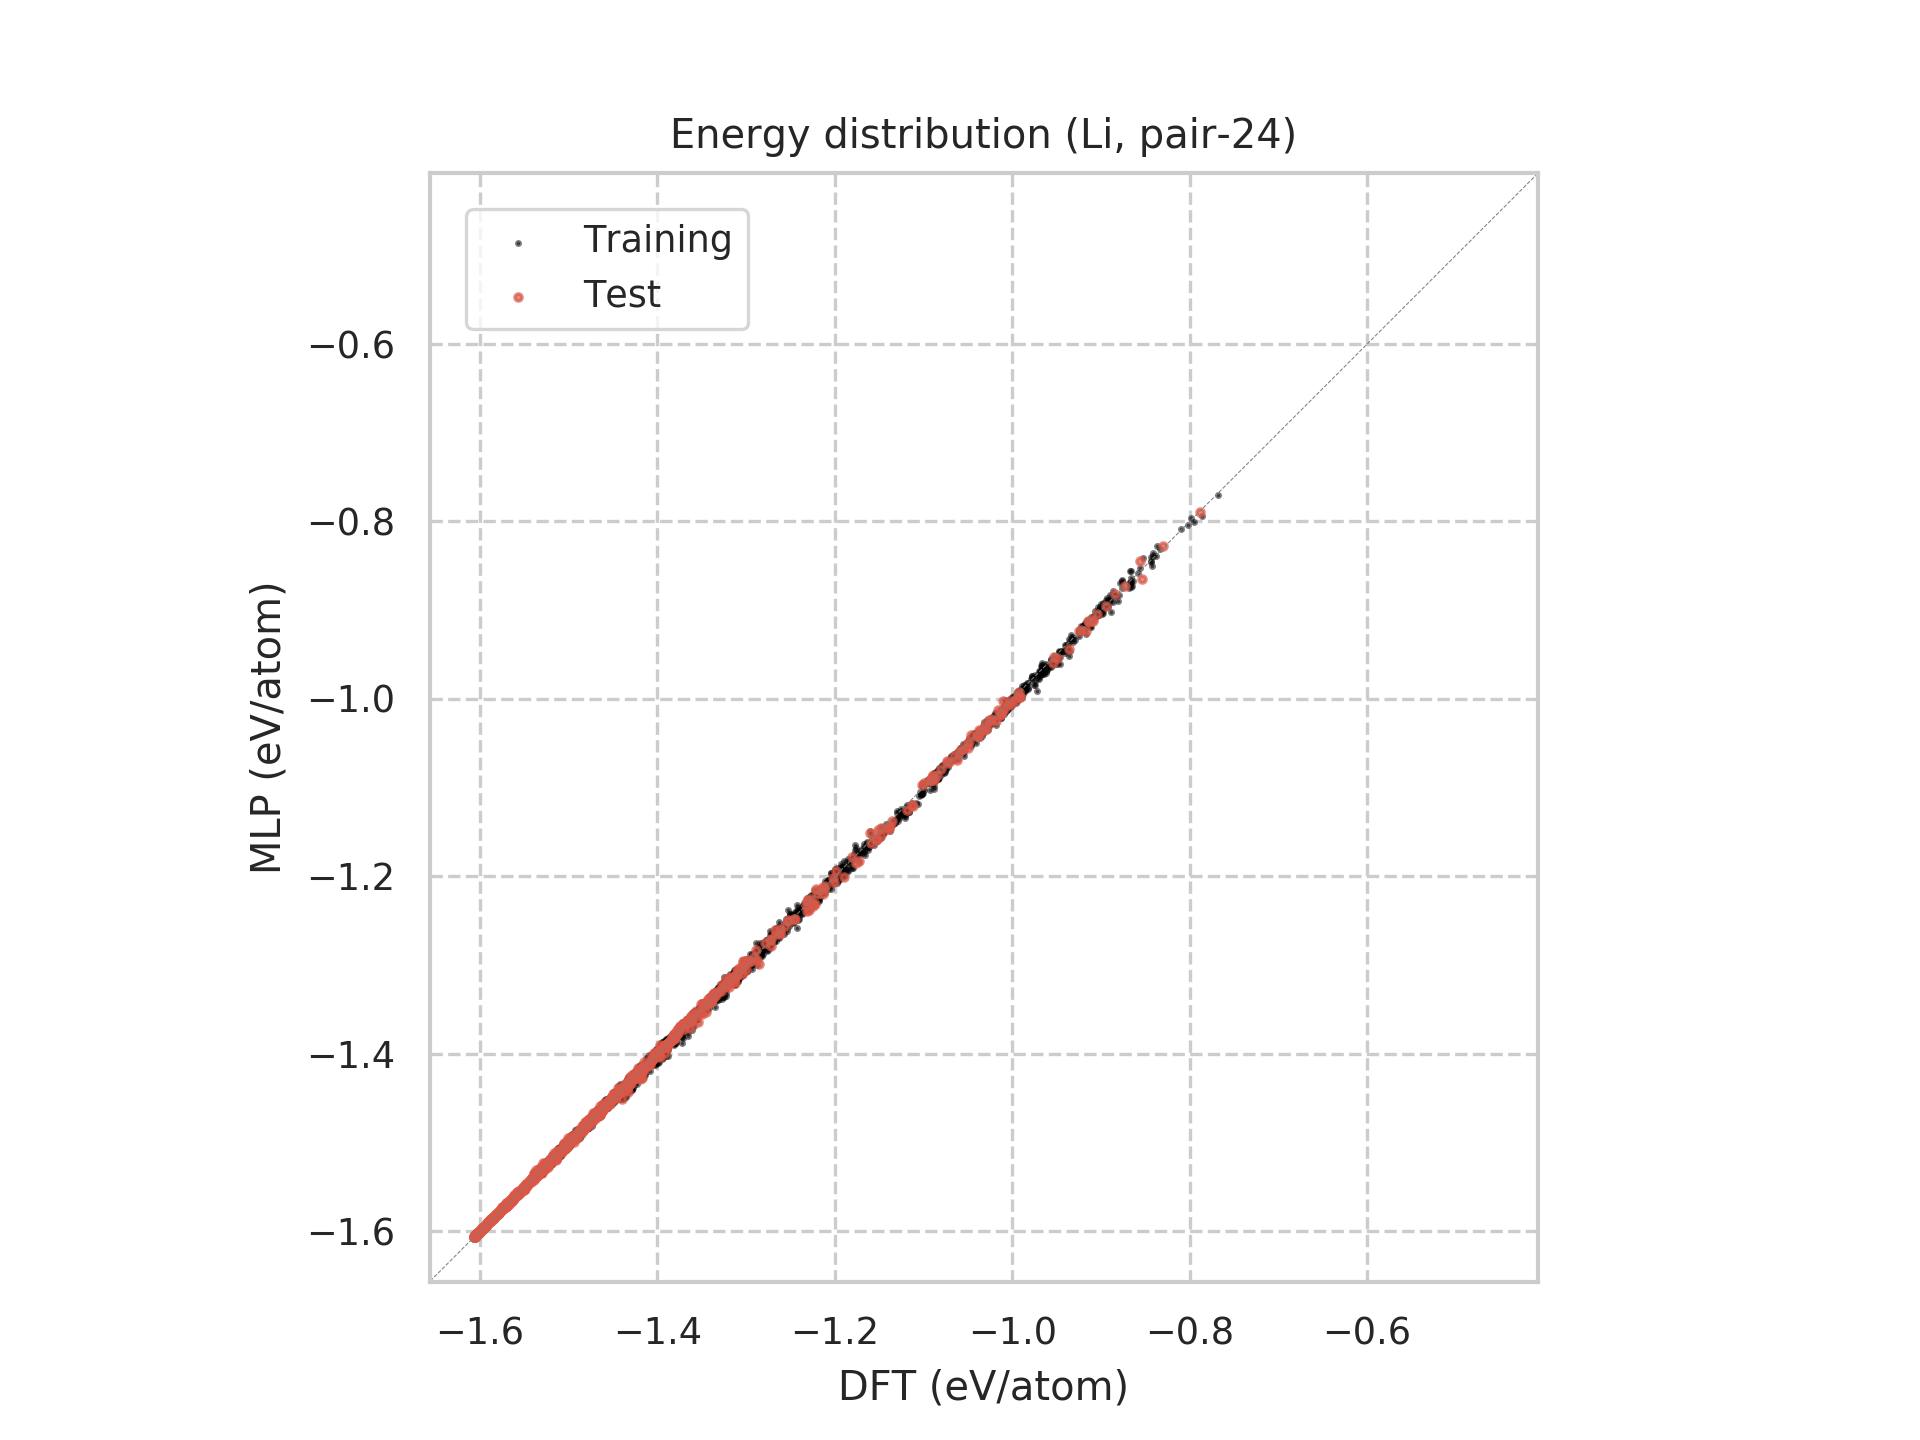 Energy distribution (Li, pair-24)
Training
Test
−0.6
−0.8
−1.0
−1.2
−1.4
−1.6
MLP (eV/atom)
−1.6 −1.4 −1.2 −1.0 −0.8 −0.6
DFT (eV/atom)